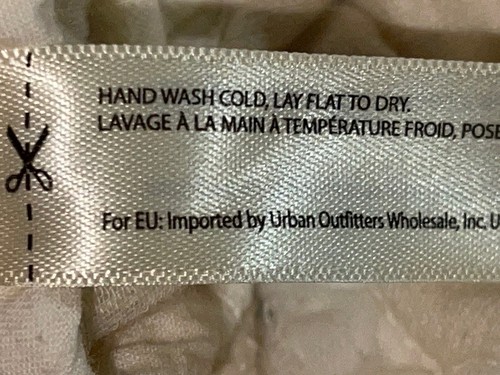 HAND WASH COLD, LAY FLAT TO DRY.
LAVAGE À LA MAIN À TEMPÉRATURE FROID, POSE
For EU: Imported by Urban Outfitters Wholesale, Inc. U